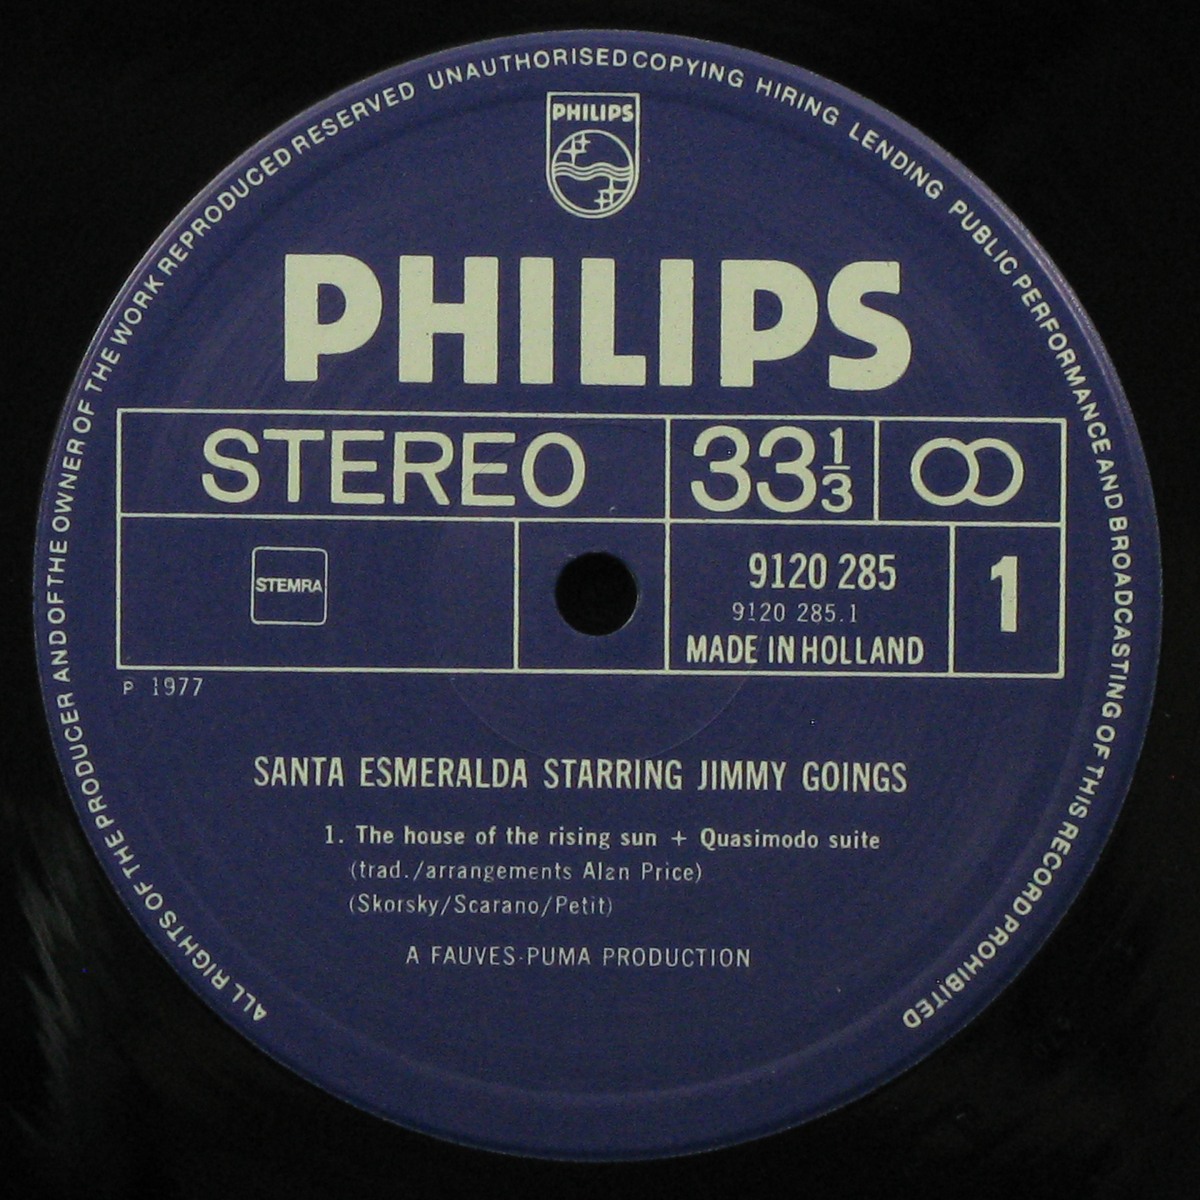 ALL RIGHTS OF THE PRODUCER AND OF THE OWNER OF THE WORK REPRODUCED RESERVED UNAUTHORISED COPYING HIRING LENDING PUBLIC PERFORMANCE AND BROADCASTING OF THIS RECORD PROHIBITED
PHILIPS
PHILIPS
STEREO 33 1/3
STEMRA
9120 285
9120 285.1
MADE IN HOLLAND
1
P 1977
SANTA ESMERALDA STARRING JIMMY GOINGS
1. The house of the rising sun + Quasimodo suite
(trad./arrangements Alan Price)
(Skorsky/Scarano/Petit)
A FAUVES-PUMA PRODUCTION